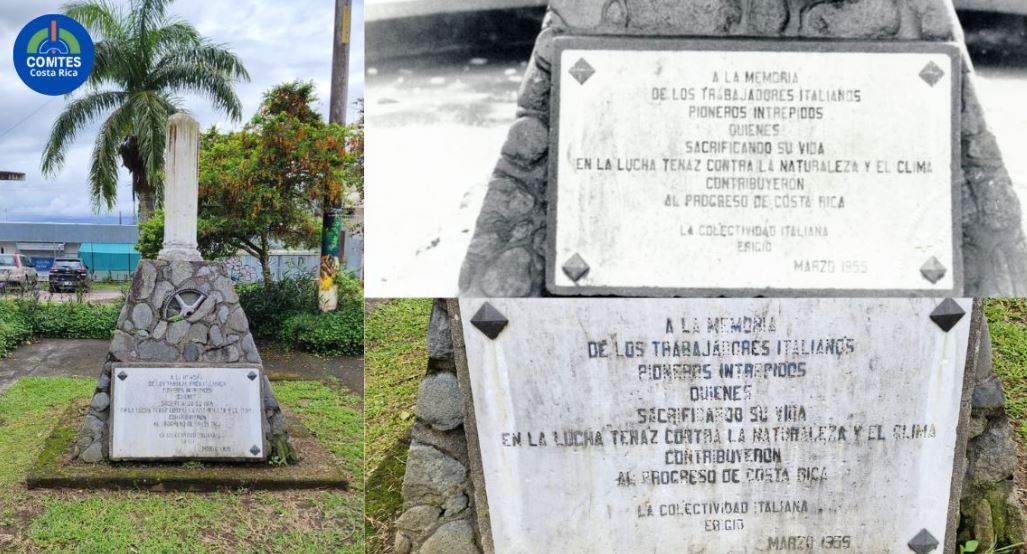 COMITES
Costa Rica
A LA MEMORIA
DE LOS TRABAJADORES ITALIANOS
PIONEROS INTREPIDOS
QUIENES
SACRIFICANDO SU VIDA
EN LA LUCHA TENAZ CONTRA LA NATURALEZA Y EL CLIMA
CONTRIBUYERON
AL PROGRESO DE COSTA RICA
LA COLECTIVIDAD ITALIANA
ERIGIO
MARZO 1955
A LA MEMORIA
DE LOS TRABAJADORES ITALIANOS
PIONEROS INTREPIDOS
QUIENES
SACRIFICANDO SU VIDA
EN LA LUCHA TENAZ CONTRA LA NATURALEZA Y EL CLIMA
CONTRIBUYERON
AL PROGRESO DE COSTA RICA
LA COLECTIVIDAD ITALIANA
ERIGIO
MARZO 1955